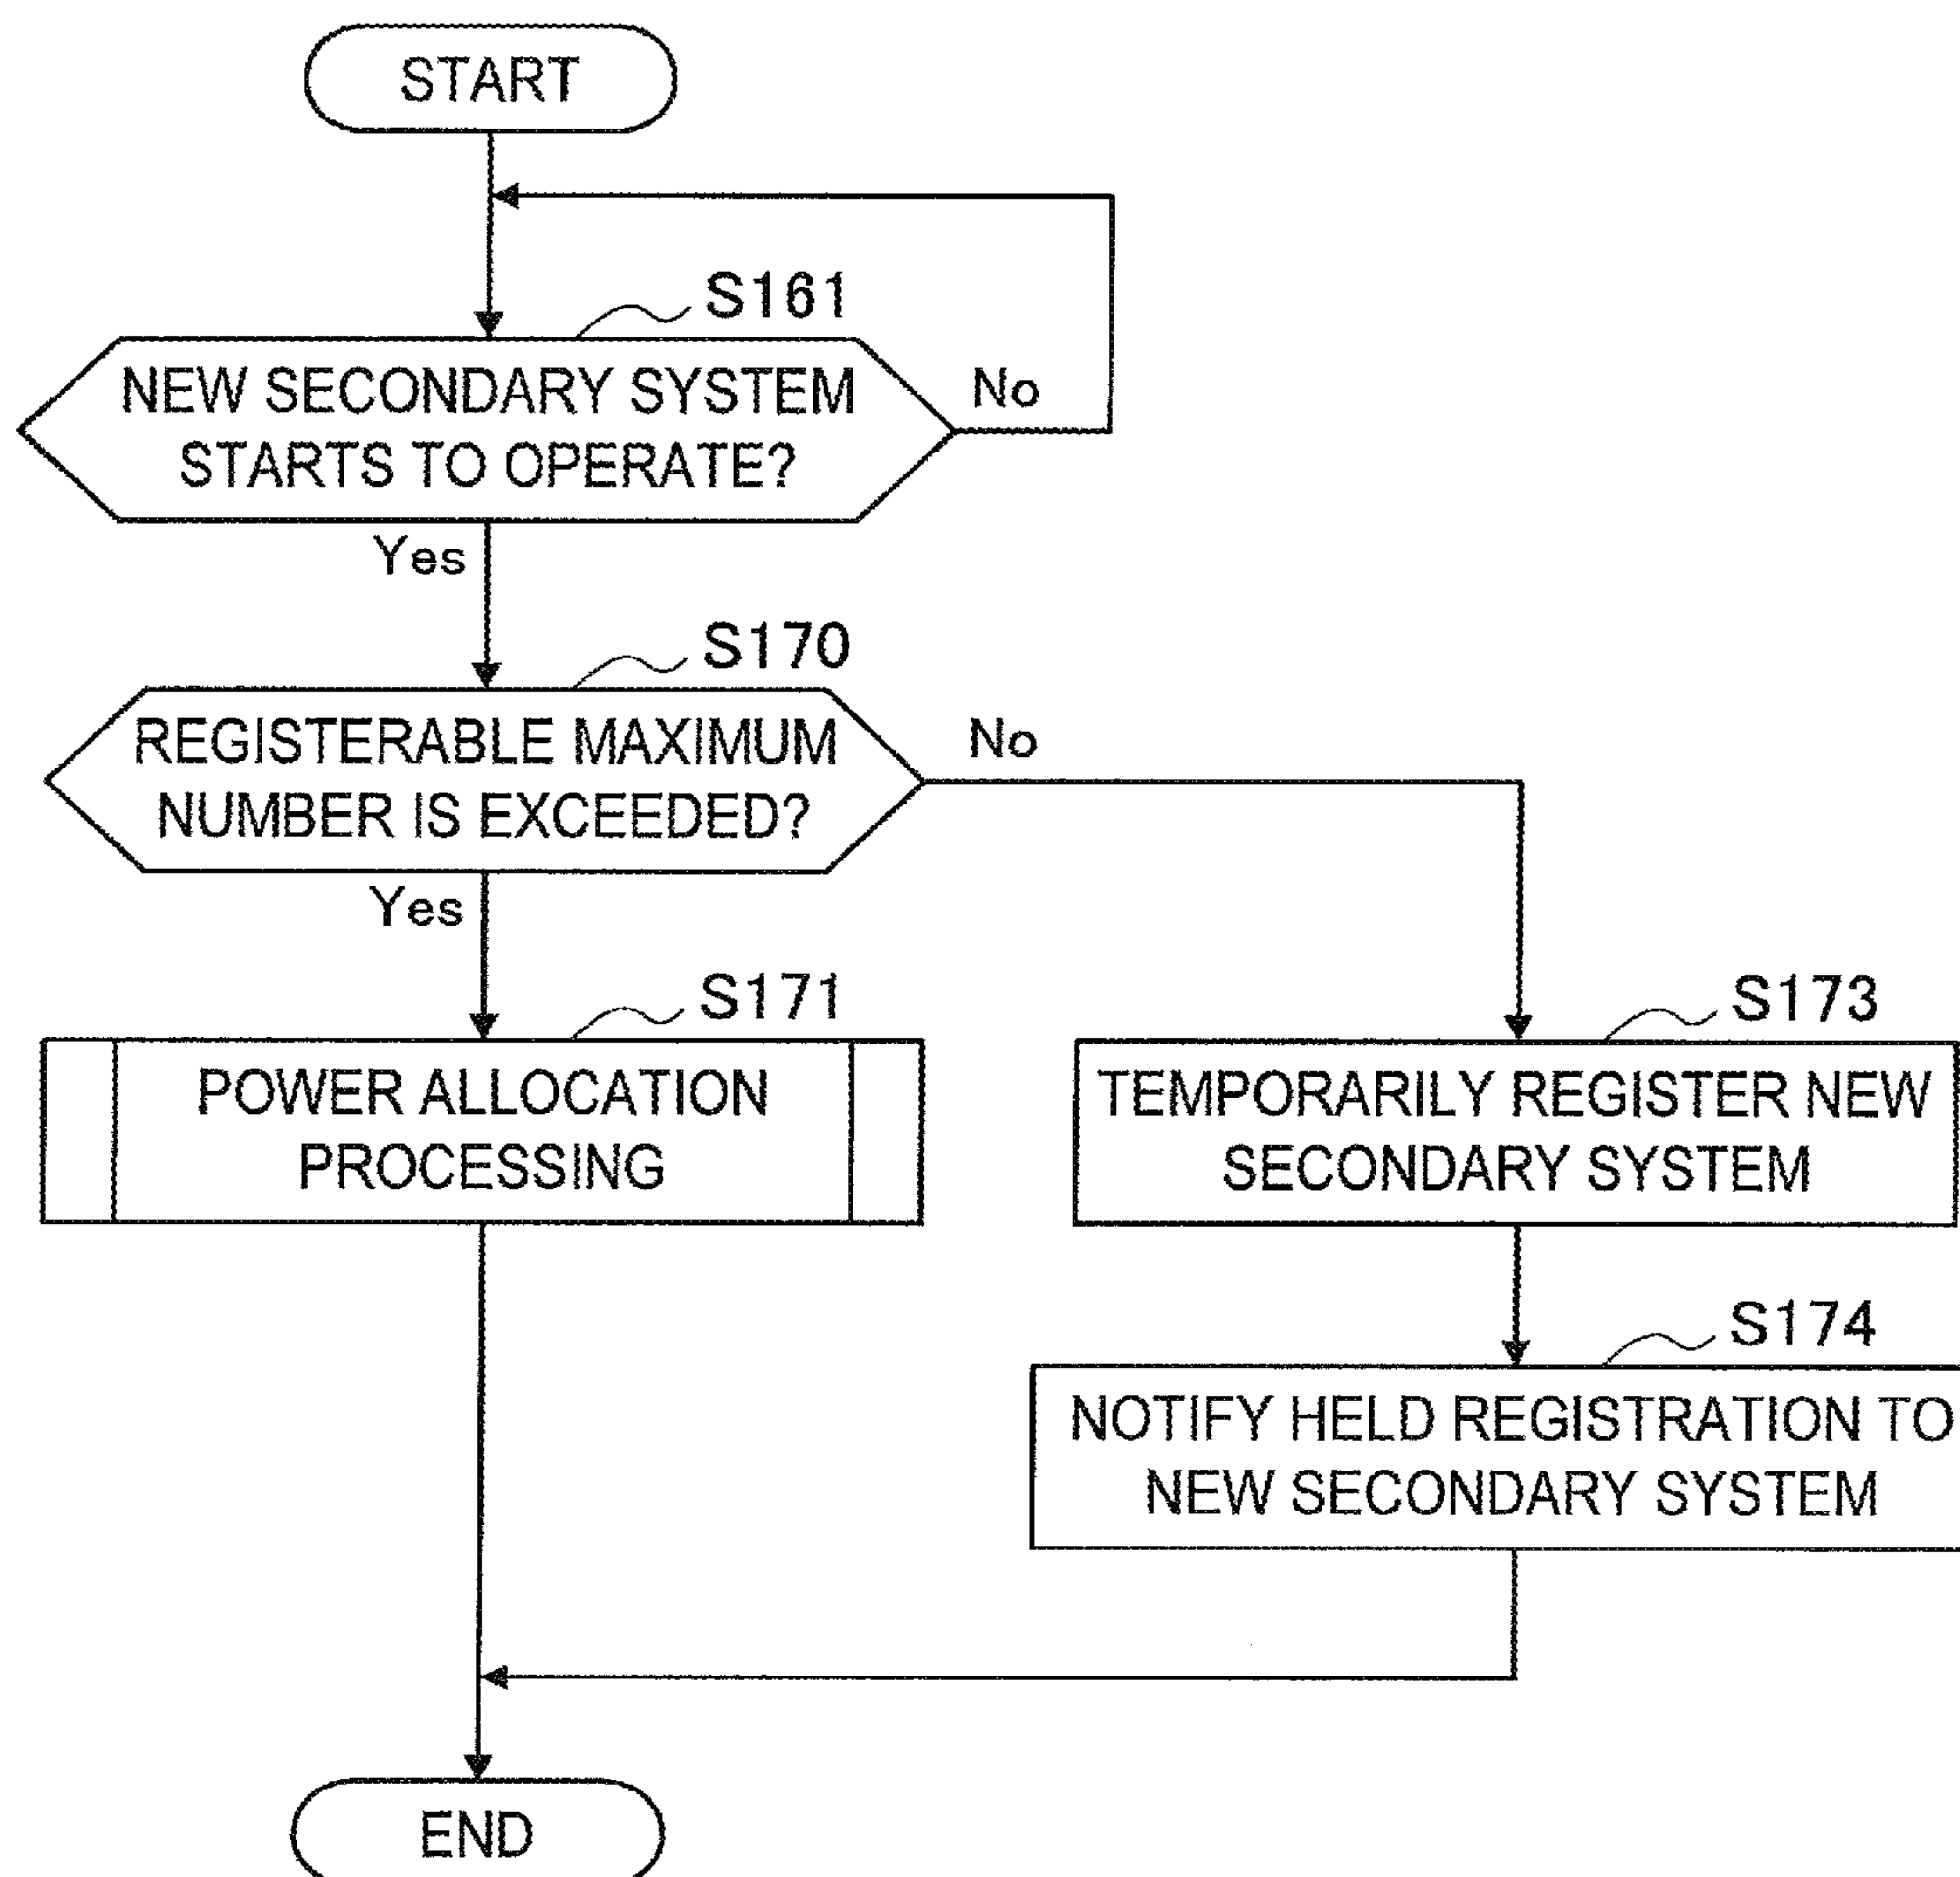 START
S161
NEW SECONDARY SYSTEM
STARTS TO OPERATE?
No
Yes
S170
REGISTERABLE MAXIMUM
NUMBER IS EXCEEDED?
No
Yes
S171
POWER ALLOCATION
PROCESSING
S173
TEMPORARILY REGISTER NEW
SECONDARY SYSTEM
S174
NOTIFY HELD REGISTRATION TO
NEW SECONDARY SYSTEM
END